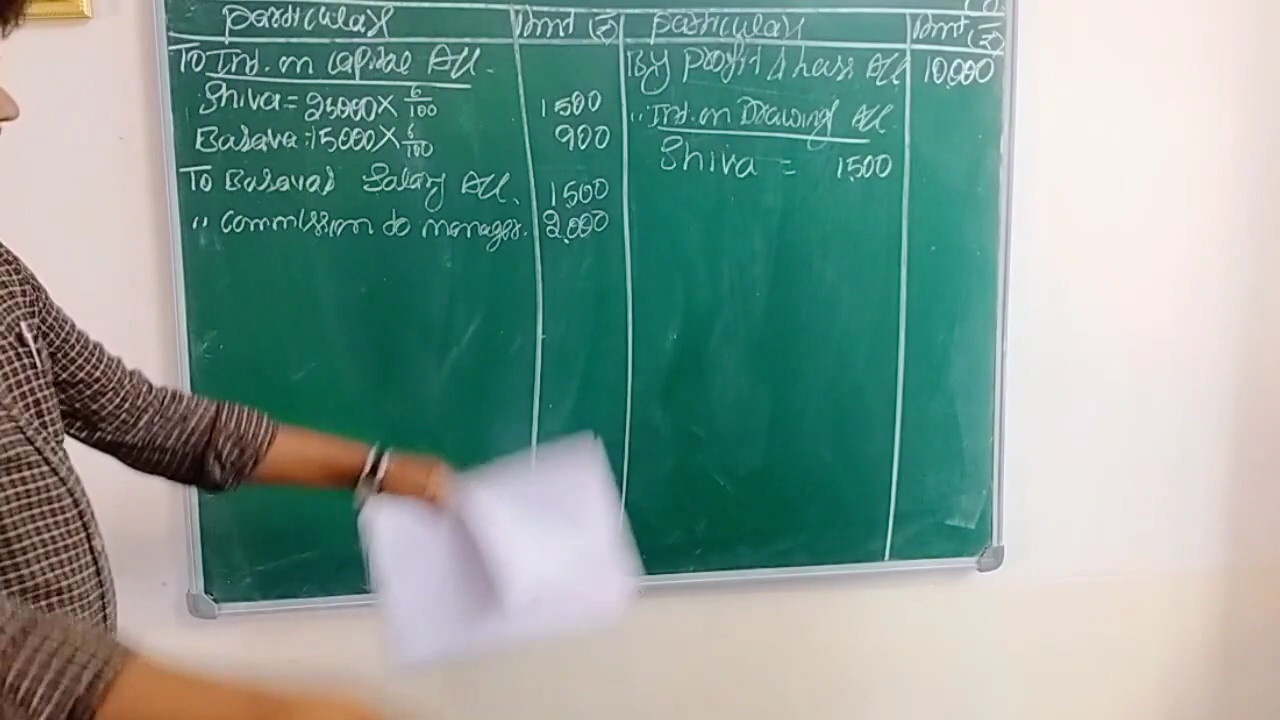 Particulars Amt (₹) Particulars Amt (₹)
To Int. on Capital A/c.
Shiva = 25000 × 6/100 1500
Basava: 15000 × 6/100 900
To Basava's Salary A/c. 1500
" Commission to manager. 2,000
By Profit & Loss A/c 10,000
" Int. on Drawing A/c
Shiva = 1500